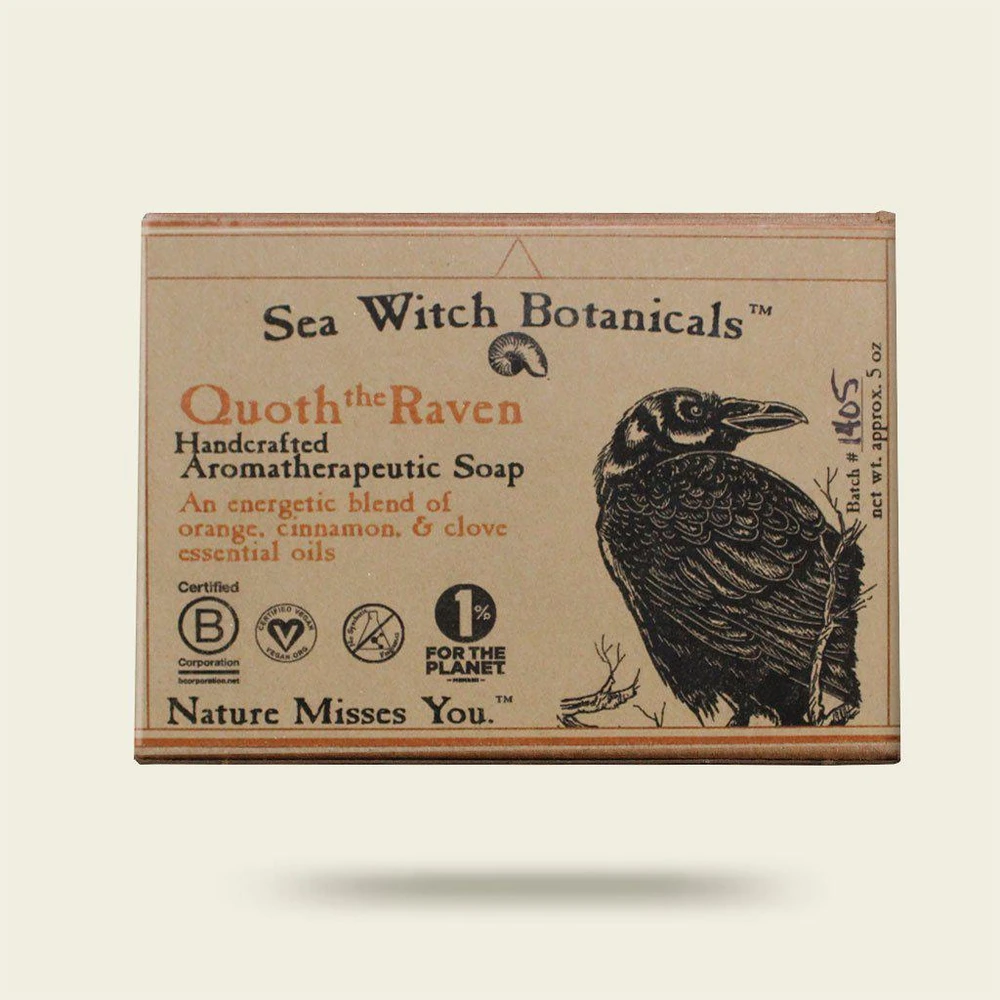 Sea Witch Botanicals™
Quoth the Raven
Handcrafted
Aromatherapeutic Soap
An energetic blend of
orange, cinnamon, & clove
essential oils
Certified
B
Corporation
bcorporation.net
CERTIFIED VEGAN
VEGAN.ORG
No Synthetic
1%
FOR THE
PLANET
Nature Misses You.™
Batch # 1405
net wt. approx. 5 oz